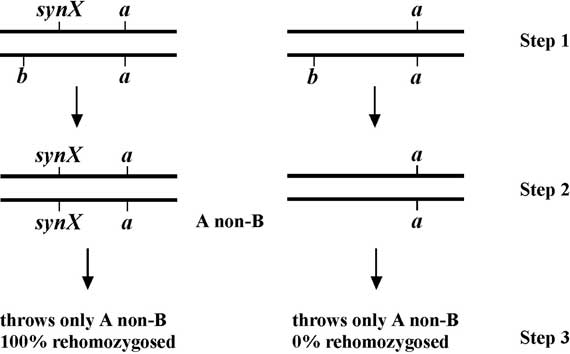 synX a a
Step 1
b a b a
synX a a
Step 2
synX a A non-B a
throws only A non-B throws only A non-B
100% rehomozygosed 0% rehomozygosed Step 3